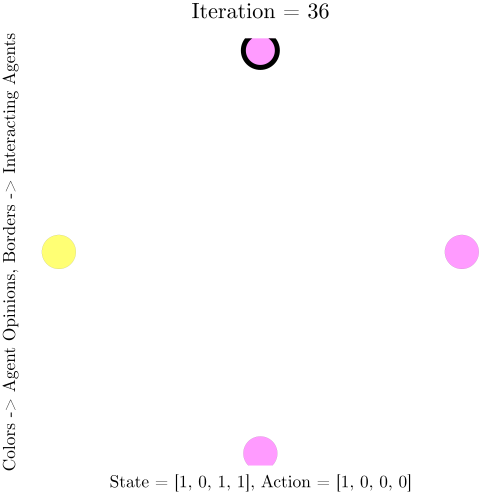 Iteration = 36
Colors -> Agent Opinions, Borders -> Interacting Agents
State = [1, 0, 1, 1], Action = [1, 0, 0, 0]